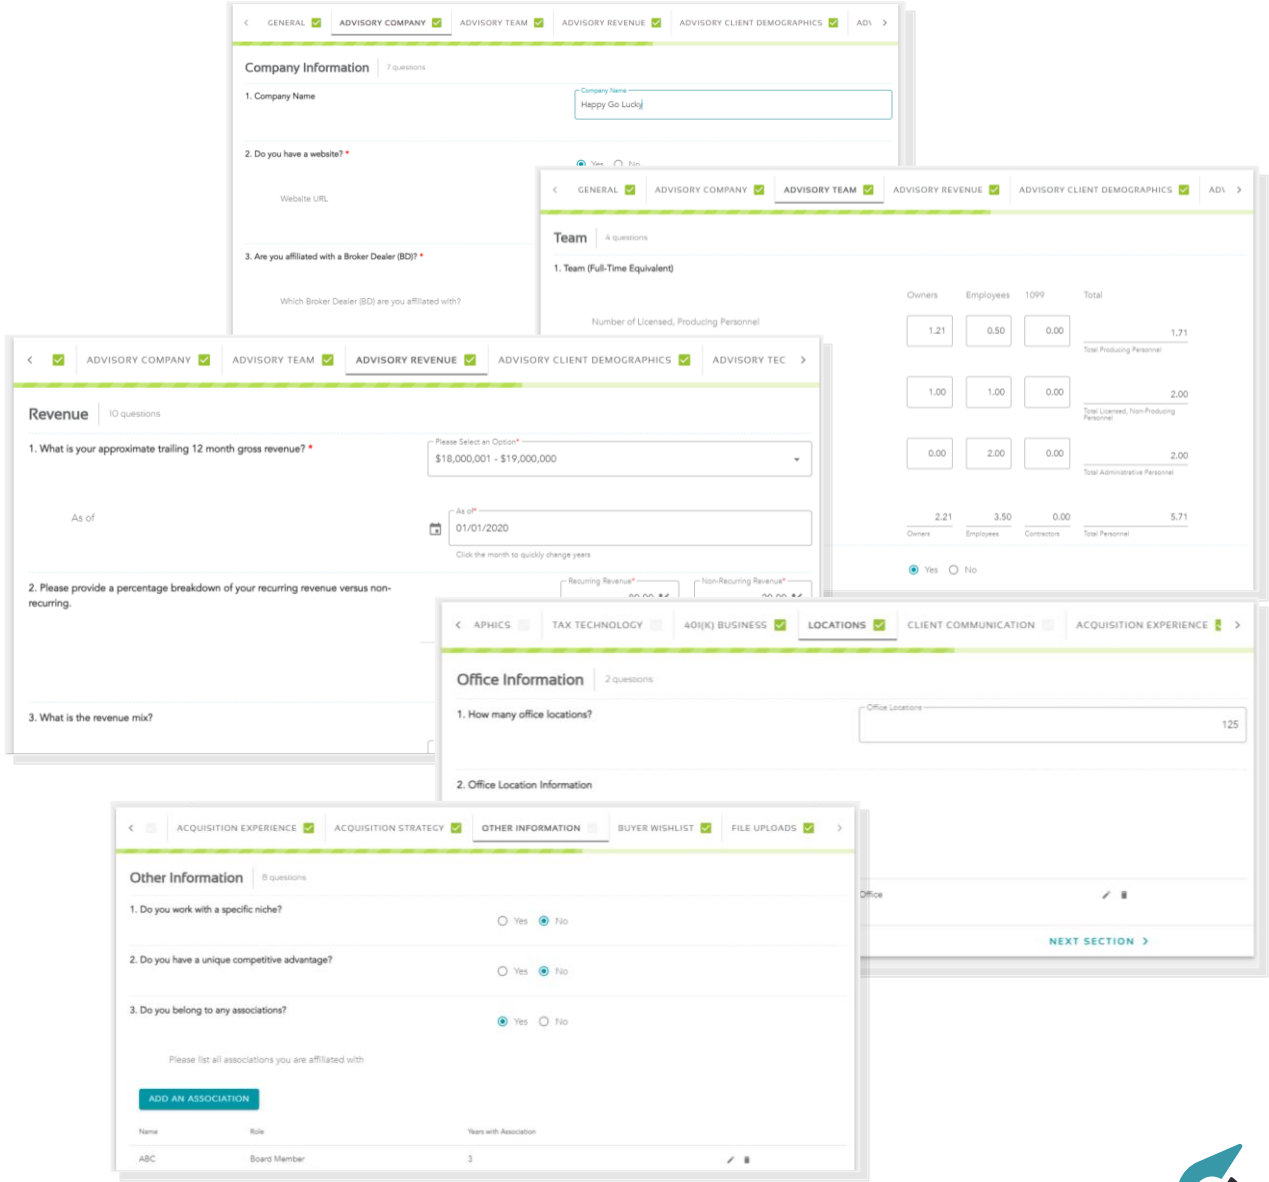 GENERAL
ADVISORY COMPANY
ADVISORY TEAM
ADVISORY REVENUE
ADVISORY CLIENT DEMOGRAPHICS
Company Information
7 questions
1. Company Name
Company Name
Happy Go Lucky
2. Do you have a website? *
Yes
No
Website URL
3. Are you affiliated with a Broker Dealer (BD)? *
Which Broker Dealer (BD) are you affiliated with?
GENERAL
ADVISORY COMPANY
ADVISORY TEAM
ADVISORY REVENUE
ADVISORY CLIENT DEMOGRAPHICS
Team
4 questions
1. Team (Full-Time Equivalent)
Owners Employees 1099 Total
Number of Licensed, Producing Personnel
1.21 0.50 0.00 1.71
Total Producing Personnel
1.00 1.00 0.00 2.00
Total Licensed, Non-Producing
Personnel
0.00 2.00 0.00 2.00
Total Administrative Personnel
2.21 3.50 0.00 5.71
Owners Employees Contractors Total Personnel
Yes No
ADVISORY COMPANY
ADVISORY TEAM
ADVISORY REVENUE
ADVISORY CLIENT DEMOGRAPHICS
ADVISORY TEC
Revenue
10 questions
1. What is your approximate trailing 12 month gross revenue? *
Please Select an Option*
$18,000,001 - $19,000,000
As of
As of*
01/01/2020
Click the month to quickly change years
2. Please provide a percentage breakdown of your recurring revenue versus non-
recurring.
Recurring Revenue*
Non-Recurring Revenue*
3. What is the revenue mix?
APHICS
TAX TECHNOLOGY
401(K) BUSINESS
LOCATIONS
CLIENT COMMUNICATION
ACQUISITION EXPERIENCE
Office Information
2 questions
1. How many office locations?
Office Locations
125
2. Office Location Information
Office
NEXT SECTION
ACQUISITION EXPERIENCE
ACQUISITION STRATEGY
OTHER INFORMATION
BUYER WISHLIST
FILE UPLOADS
Other Information
8 questions
1. Do you work with a specific niche?
Yes No
2. Do you have a unique competitive advantage?
Yes No
3. Do you belong to any associations?
Yes No
Please list all associations you are affiliated with
ADD AN ASSOCIATION
Name Role Years with Association
ABC Board Member 3